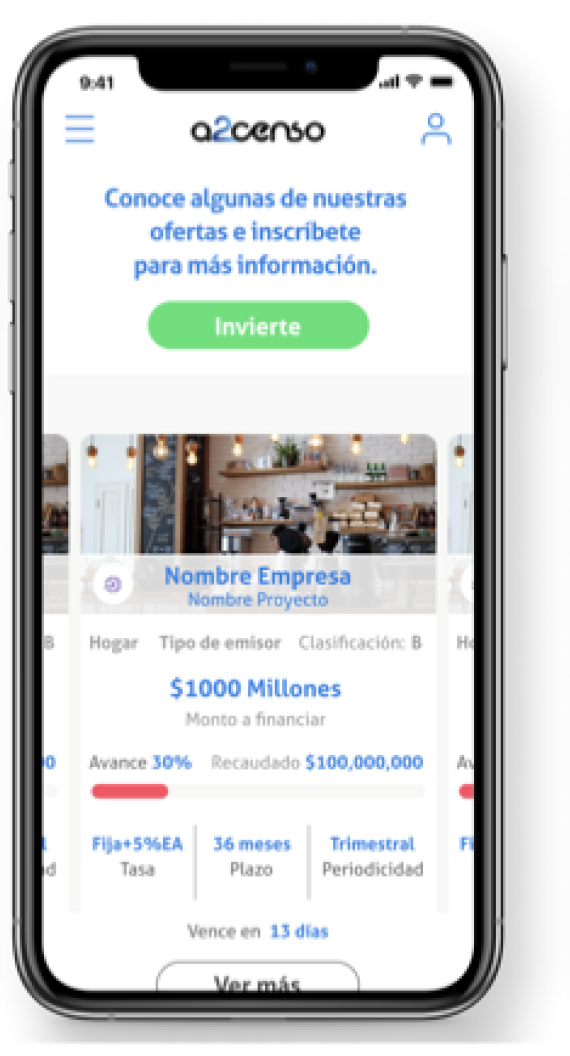 9:41
a2censo
Conoce algunas de nuestras
ofertas e inscríbete
para más información.
Invierte
Nombre Empresa
Nombre Proyecto
B Hogar Tipo de emisor Clasificación: B
$1000 Millones
Monto a financiar
Avance 30% Recaudado $100,000,000
Fija+5%EA 36 meses Trimestral
Tasa Plazo Periodicidad
Vence en 13 días
Ver más